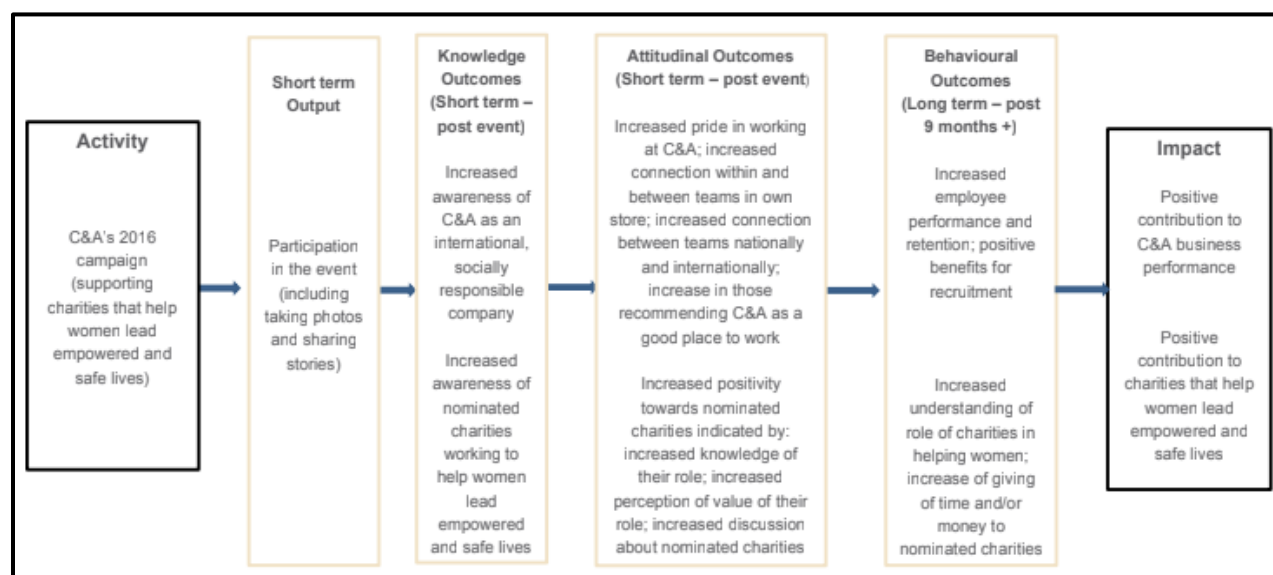 Activity
C&A's 2016
campaign
(supporting
charities that help
women lead
empowered and
safe lives)
Short term
Output
Participation
in the event
(including
taking photos
and sharing
stories)
Knowledge
Outcomes
(Short term –
post event)
Increased
awareness of
C&A as an
international,
socially
responsible
company
Increased
awareness of
nominated
charities
working to
help women
lead
empowered
and safe lives
Attitudinal Outcomes
(Short term – post event)
Increased pride in working
at C&A; increased
connection within and
between teams in own
store; increased connection
between teams nationally
and internationally;
increase in those
recommending C&A as a
good place to work
Increased positivity
towards nominated
charities indicated by:
increased knowledge of
their role; increased
perception of value of their
role; increased discussion
about nominated charities
Behavioural
Outcomes
(Long term – post
9 months +)
Increased
employee
performance and
retention; positive
benefits for
recruitment
Increased
understanding of
role of charities in
helping women;
increase of giving
of time and/or
money to
nominated charities
Impact
Positive
contribution to
C&A business
performance
Positive
contribution to
charities that help
women lead
empowered and
safe lives